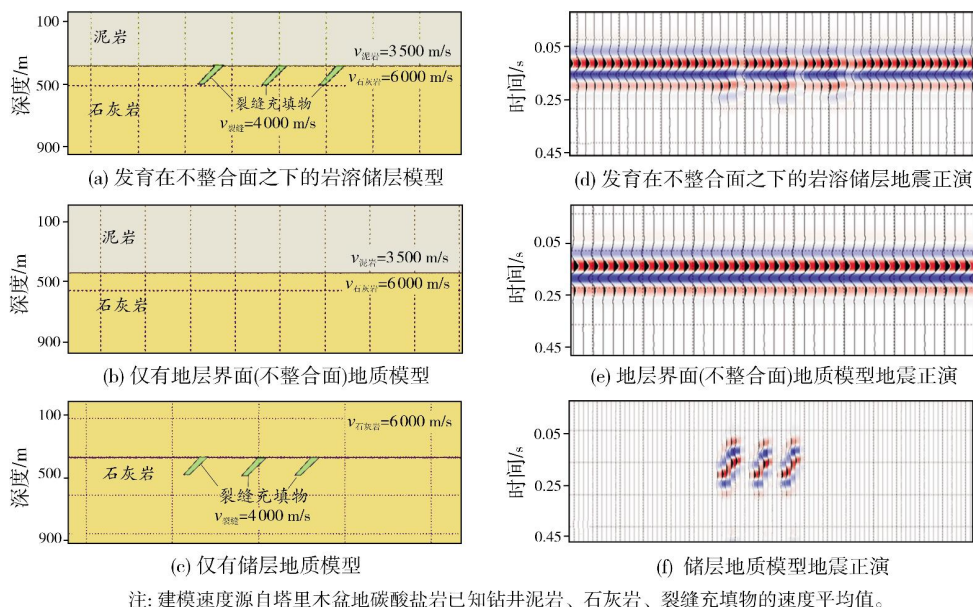 100
500
900
深度/m
泥岩
v泥岩=3 500 m/s
v石灰岩=6 000 m/s
石灰岩
裂缝充填物
v裂缝=4 000 m/s
(a) 发育在不整合面之下的岩溶储层模型
0.05
0.25
0.45
时间/s
(d) 发育在不整合面之下的岩溶储层地震正演
100
500
900
深度/m
泥岩
v泥岩=3 500 m/s
v石灰岩=6 000 m/s
石灰岩
(b) 仅有地层界面(不整合面)地质模型
0.05
0.25
0.45
时间/s
(e) 地层界面(不整合面)地质模型地震正演
100
500
900
深度/m
v石灰岩=6 000 m/s
石灰岩
裂缝充填物
v裂缝=4 000 m/s
(c) 仅有储层地质模型
0.05
0.25
0.45
时间/s
(f) 储层地质模型地震正演
注: 建模速度源自塔里木盆地碳酸盐岩已知钻井泥岩、石灰岩、裂缝充填物的速度平均值。